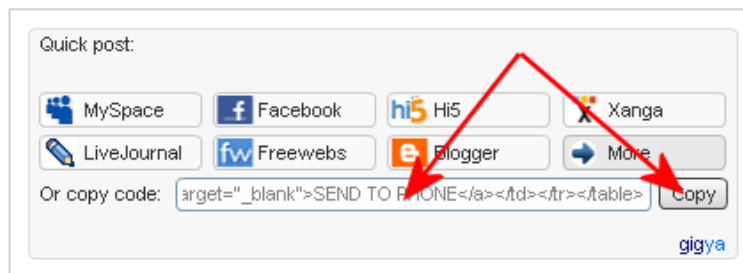 Quick post:
MySpace Facebook Hi5 Xanga
LiveJournal Freewebs Blogger More
Or copy code: arget="_blank">SEND TO PHONE</a></td></tr></table> Copy
gigya